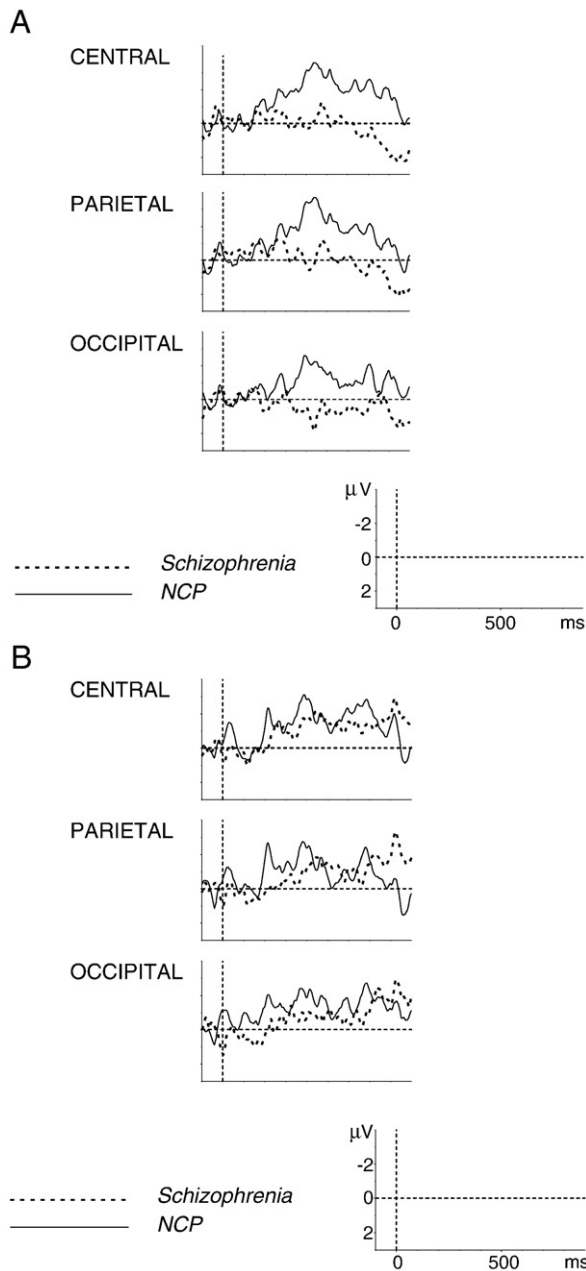 A
CENTRAL
PARIETAL
OCCIPITAL
μV
-2
0
2
0 500 ms
Schizophrenia
NCP
B
CENTRAL
PARIETAL
OCCIPITAL
μV
-2
0
2
0 500 ms
Schizophrenia
NCP